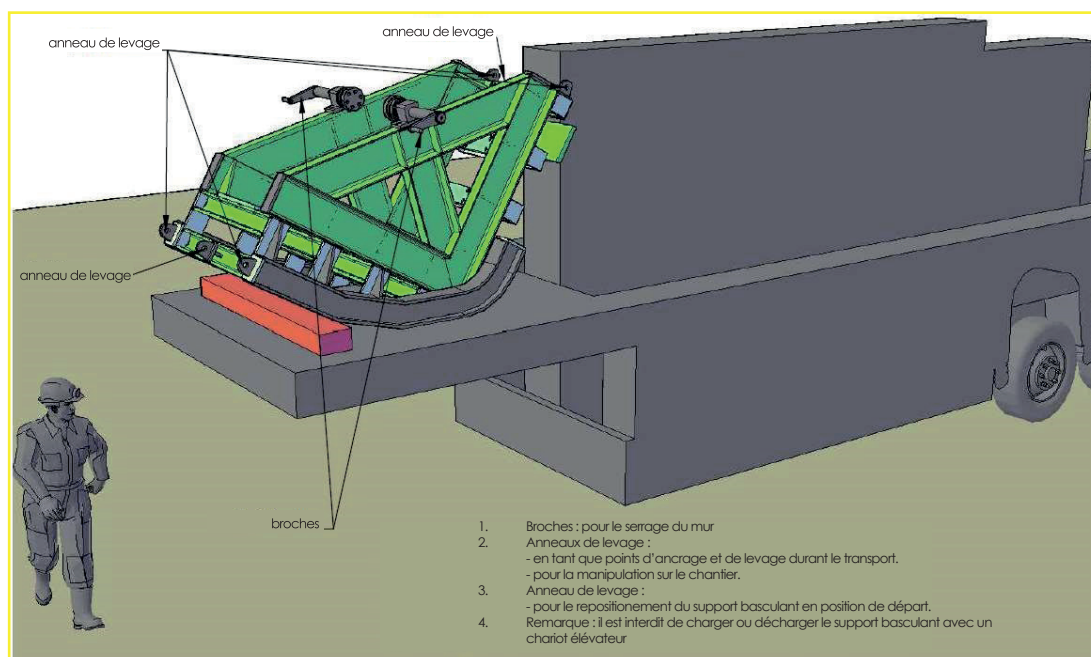 anneau de levage
anneau de levage
anneau de levage
broches
1. Broches : pour le serrage du mur
2. Anneaux de levage :
- en tant que points d'ancrage et de levage durant le transport.
- pour la manipulation sur le chantier.
3. Anneau de levage :
- pour le repositionement du support basculant en position de départ.
4. Remarque : il est interdit de charger ou décharger le support basculant avec un
chariot élévateur